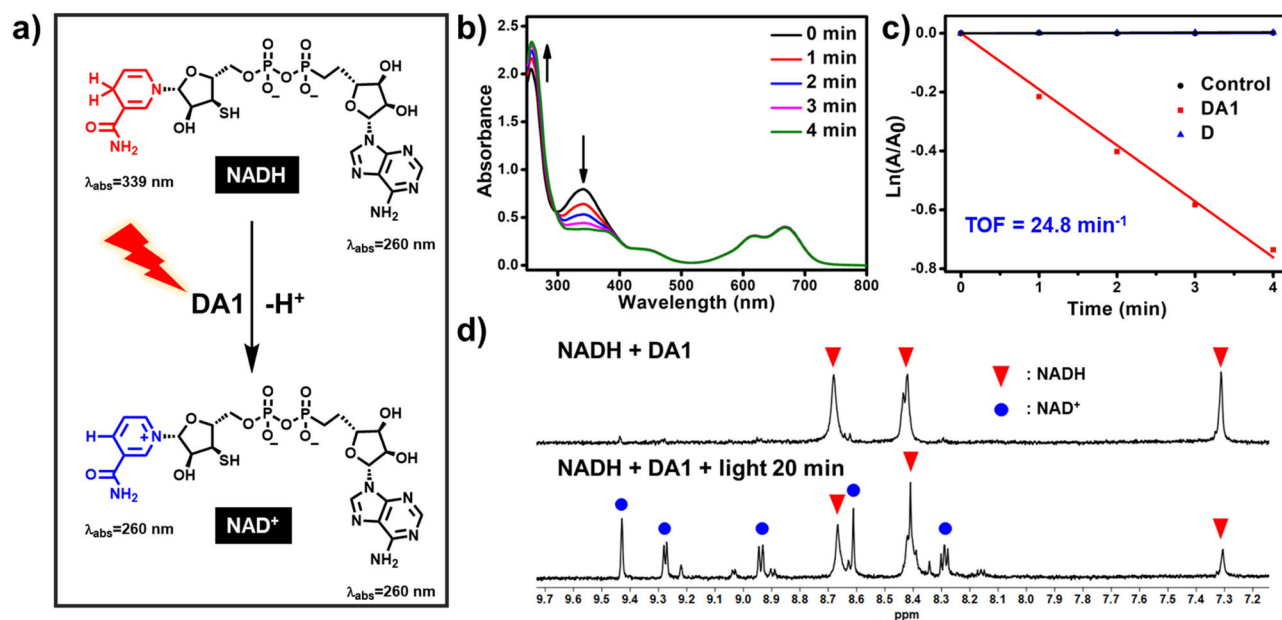 a)
H
H
N
O
NH₂
O
OH
SH
O
O
P
O
P
O
O
OH
OH
N
N
N
N
NH₂
λabs=339 nm
NADH
λabs=260 nm
DA1
-H⁺
H
N
+
O
NH₂
O
OH
SH
O
O
P
O
P
O
O
OH
OH
N
N
N
N
NH₂
λabs=260 nm
NAD⁺
λabs=260 nm
b)
Absorbance
2.5
2.0
1.5
1.0
0.5
0.0
0 min
1 min
2 min
3 min
4 min
300 400 500 600 700 800
Wavelength (nm)
c)
Ln(A/A₀)
0.0
-0.2
-0.4
-0.6
-0.8
Control
DA1
D
TOF = 24.8 min⁻¹
0 1 2 3 4
Time (min)
d)
NADH + DA1
: NADH
: NAD⁺
NADH + DA1 + light 20 min
9.7 9.6 9.5 9.4 9.3 9.2 9.1 9.0 8.9 8.8 8.7 8.6 8.5 8.4 8.3 8.2 8.1 8.0 7.9 7.8 7.7 7.6 7.5 7.4 7.3 7.2
ppm